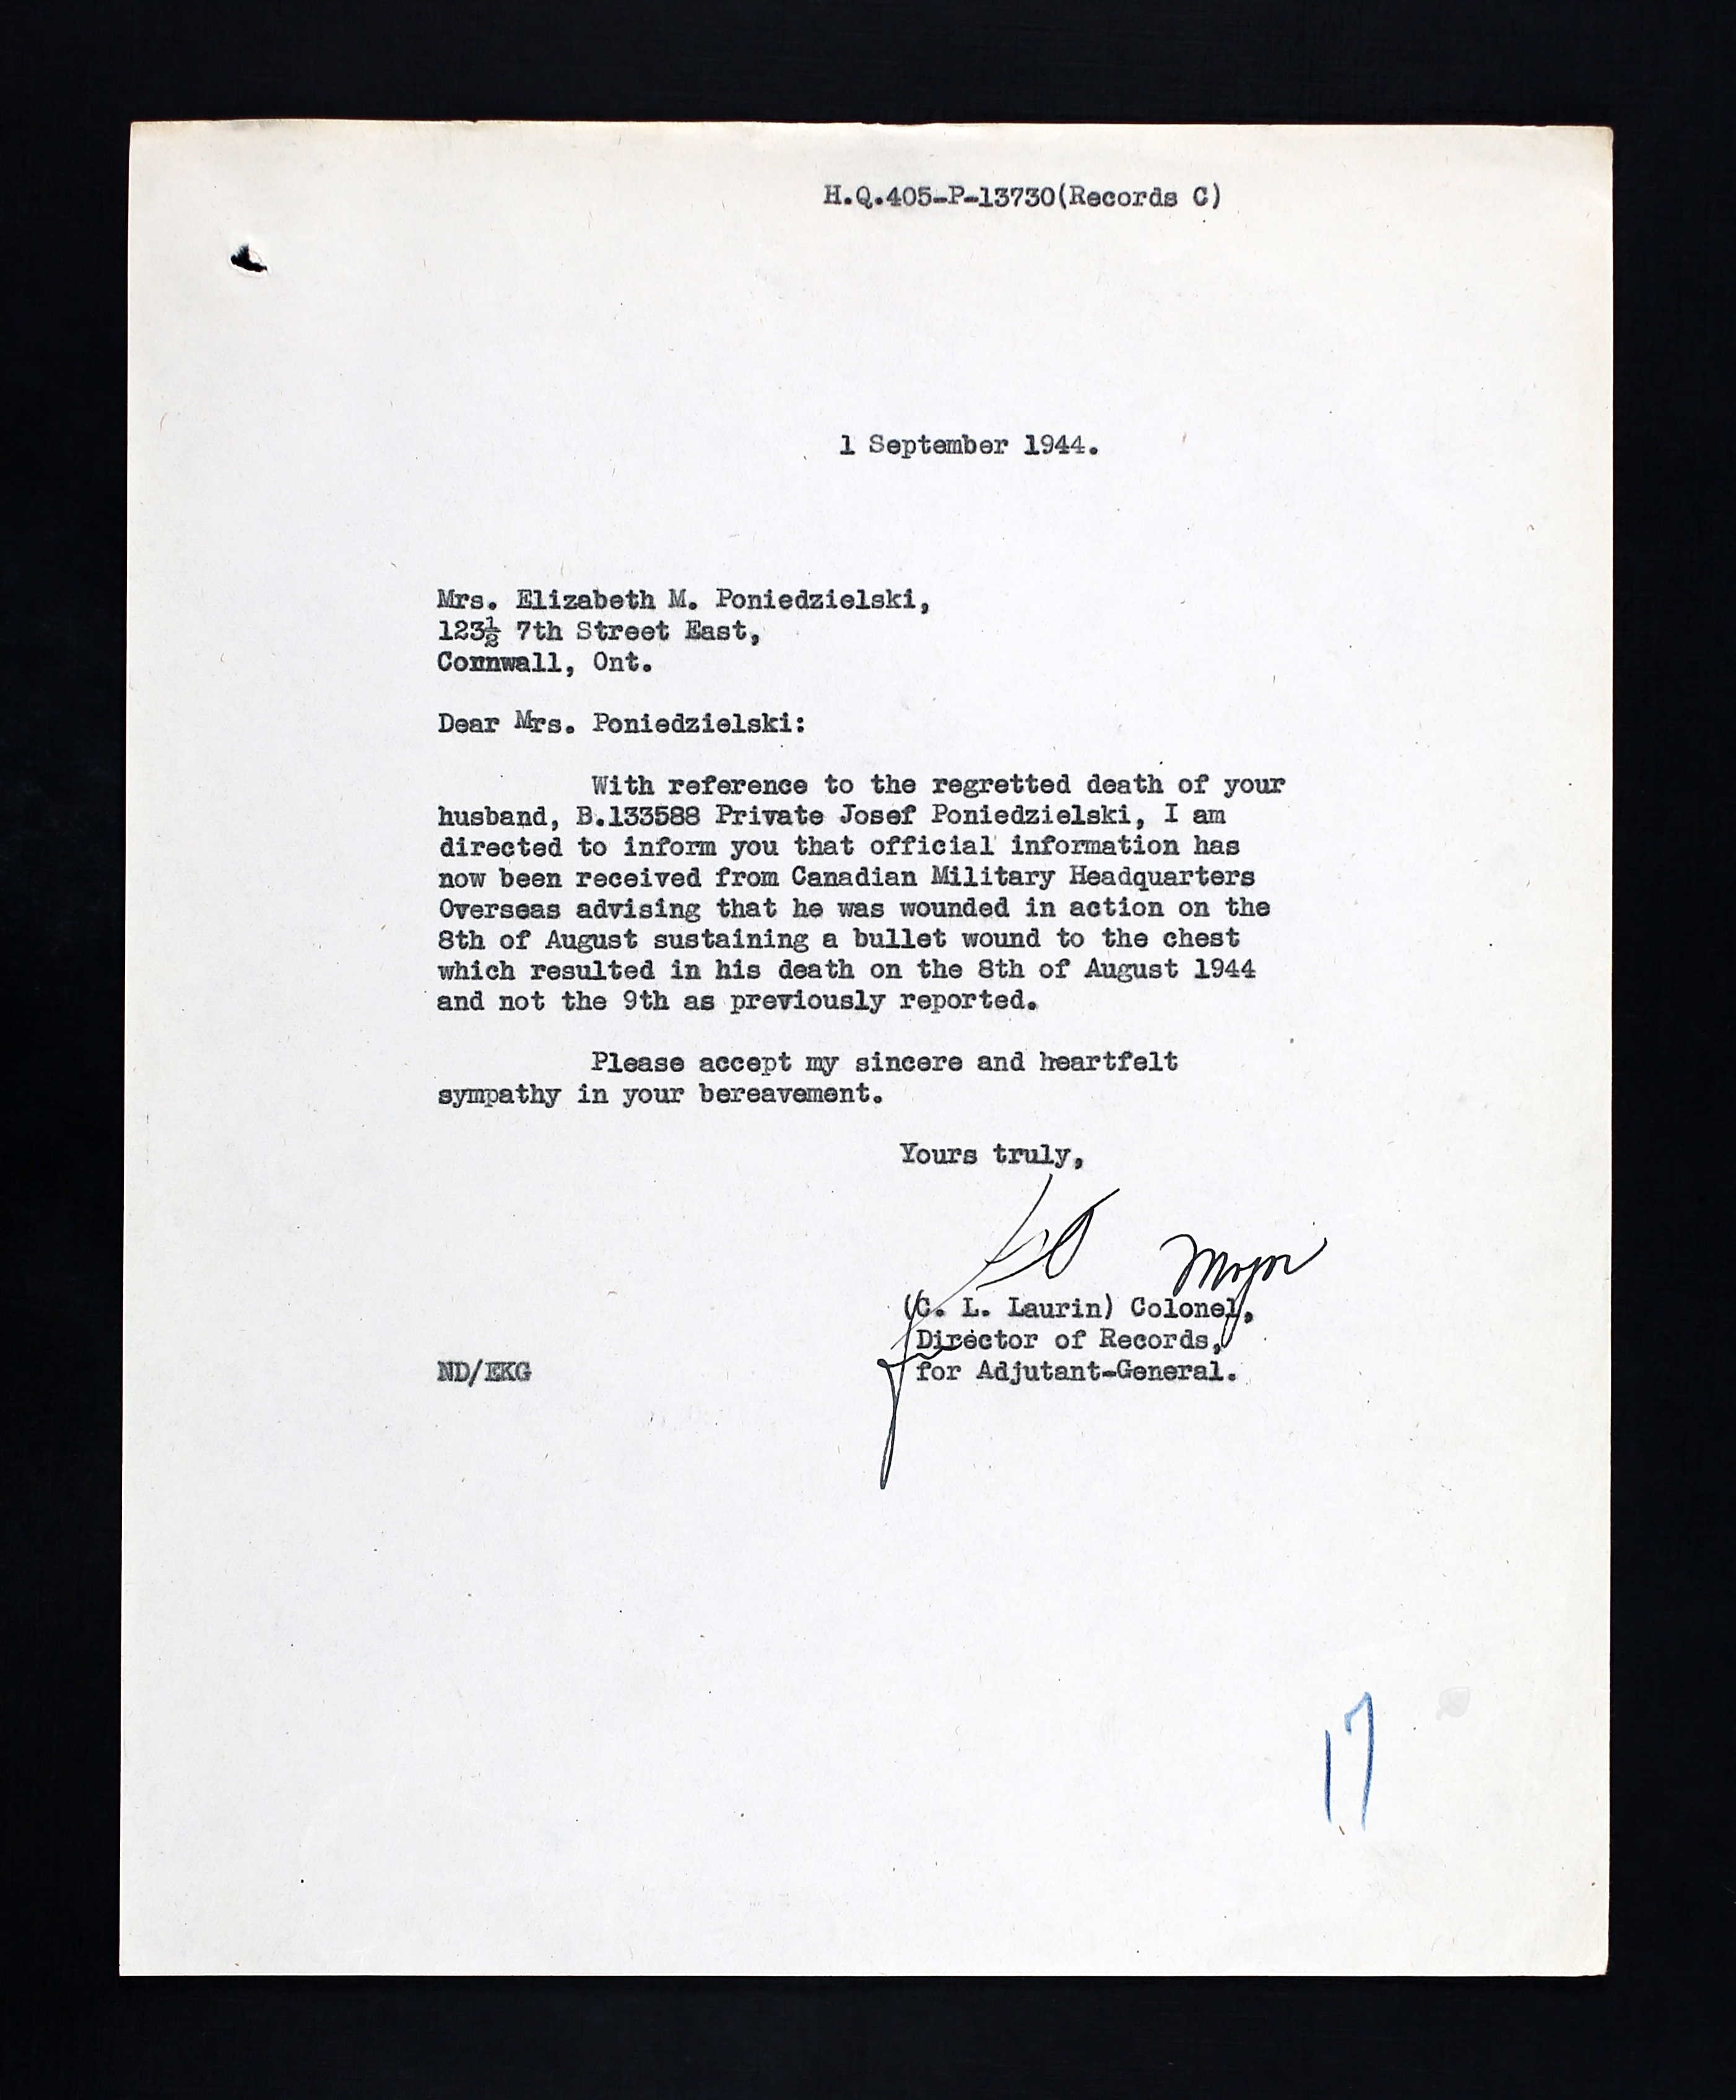 H.Q.405-P-13730(Records C)
1 September 1944.
Mrs. Elizabeth M. Poniedzielski,
123½ 7th Street East,
Cornwall, Ont.
Dear Mrs. Poniedzielski:
With reference to the regretted death of your
husband, B.133588 Private Josef Poniedzielski, I am
directed to inform you that official information has
now been received from Canadian Military Headquarters
Overseas advising that he was wounded in action on the
8th of August sustaining a bullet wound to the chest
which resulted in his death on the 8th of August 1944
and not the 9th as previously reported.
Please accept my sincere and heartfelt
sympathy in your bereavement.
Yours truly,
Major
(C. L. Laurin) Colonel,
Director of Records,
for Adjutant-General.
ND/EKG
17